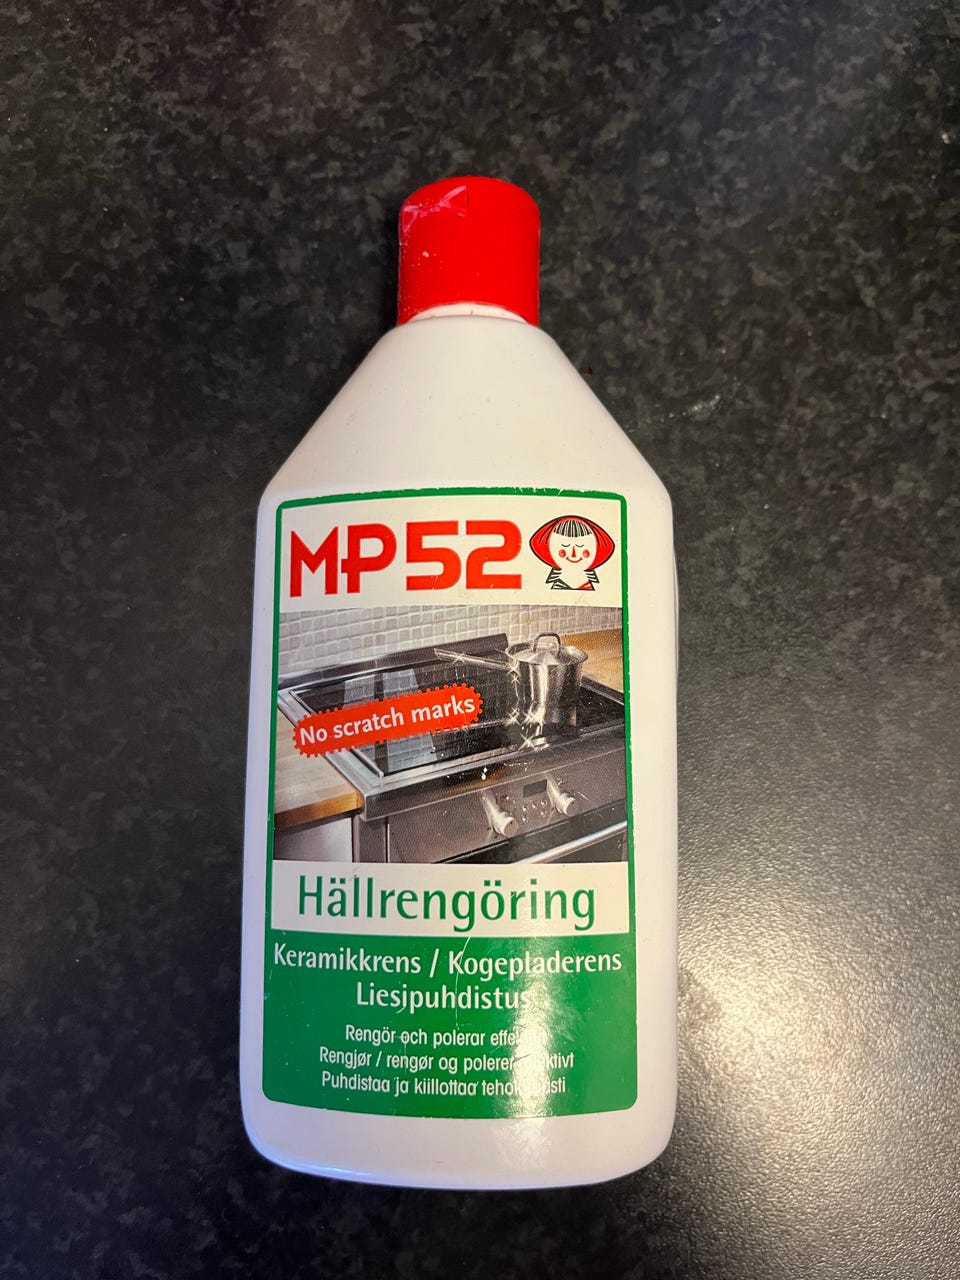 MP52
No scratch marks
Hällrengöring
Keramikkrens / Kogepladerens
Liesipuhdistus
Rengör och polerar
Rengjør / rengør og polerer
Puhdistaa ja kiillottaa